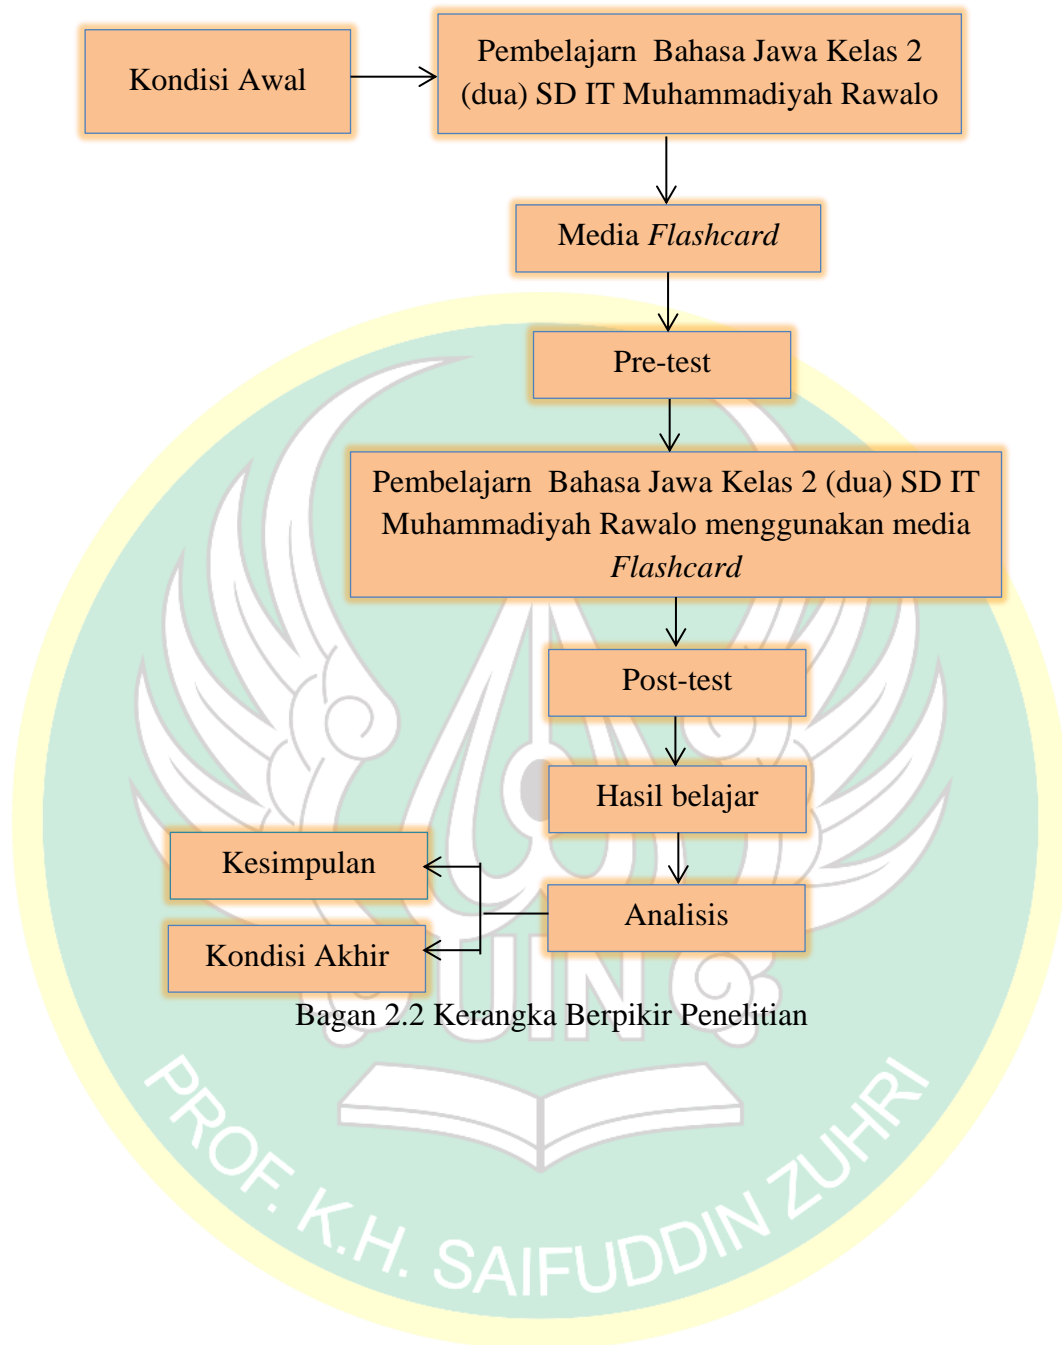 Kondisi Awal
Pembelajarn  Bahasa Jawa Kelas 2
(dua) SD IT Muhammadiyah Rawalo
Media Flashcard
Pre-test
Pembelajarn  Bahasa Jawa Kelas 2 (dua) SD IT
Muhammadiyah Rawalo menggunakan media
Flashcard
Post-test
Hasil belajar
Kesimpulan
Analisis
Kondisi Akhir
Bagan 2.2 Kerangka Berpikir Penelitian
UIN
PROF. K.H. SAIFUDDIN ZUHRI